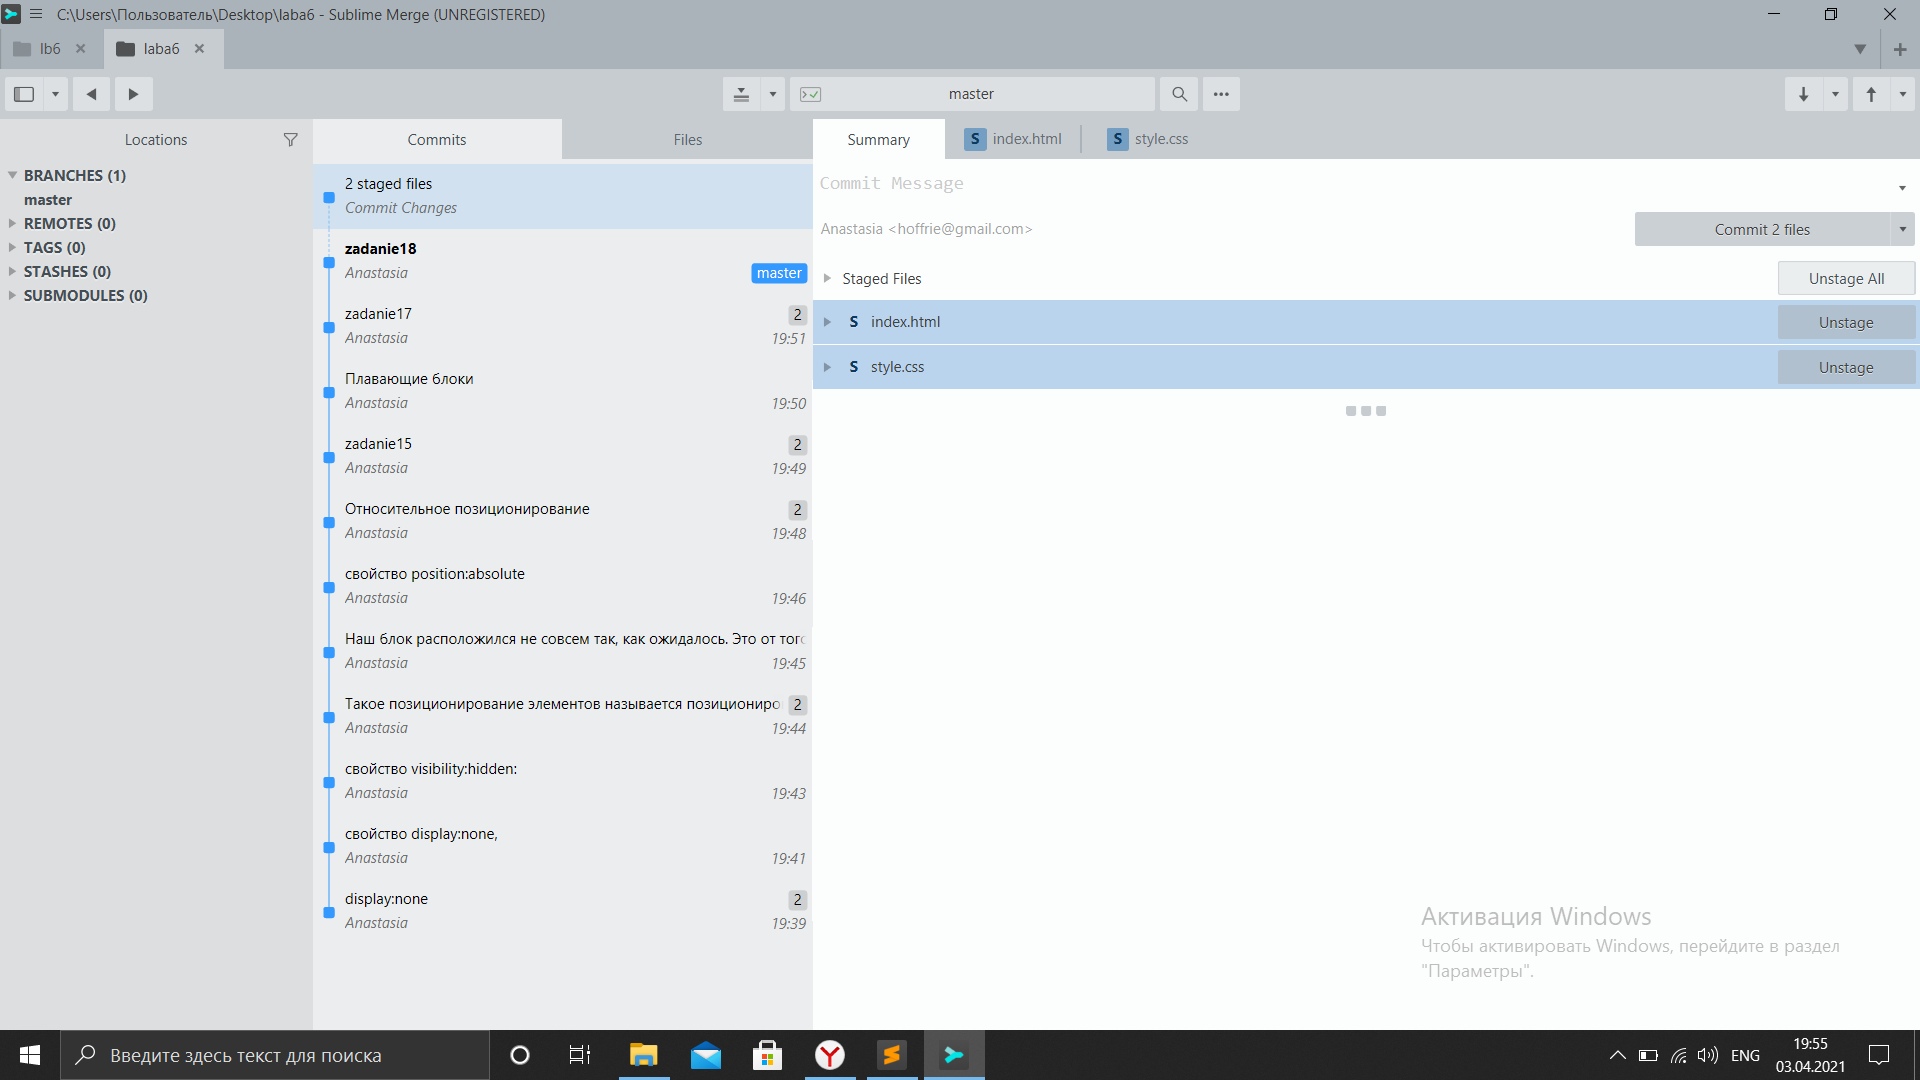 C:\Users\Пользователь\Desktop\laba6 - Sublime Merge (UNREGISTERED)
lb6
laba6
master
Locations
Commits
Files
Summary
index.html
style.css
BRANCHES (1)
master
REMOTES (0)
TAGS (0)
STASHES (0)
SUBMODULES (0)
2 staged files
Commit Changes
zadanie18
Anastasia master
zadanie17 2
Anastasia 19:51
Плавающие блоки
Anastasia 19:50
zadanie15 2
Anastasia 19:49
Относительное позиционирование 2
Anastasia 19:48
свойство position:absolute
Anastasia 19:46
Наш блок расположился не совсем так, как ожидалось. Это от того
Anastasia 19:45
Такое позиционирование элементов называется позициониро 2
Anastasia 19:44
свойство visibility:hidden:
Anastasia 19:43
свойство display:none,
Anastasia 19:41
display:none 2
Anastasia 19:39
Commit Message
Anastasia <hoffrie@gmail.com>
Commit 2 files
Staged Files
Unstage All
S index.html
Unstage
S style.css
Unstage
Активация Windows
Чтобы активировать Windows, перейдите в раздел
"Параметры".
Введите здесь текст для поиска
ENG
19:55
03.04.2021